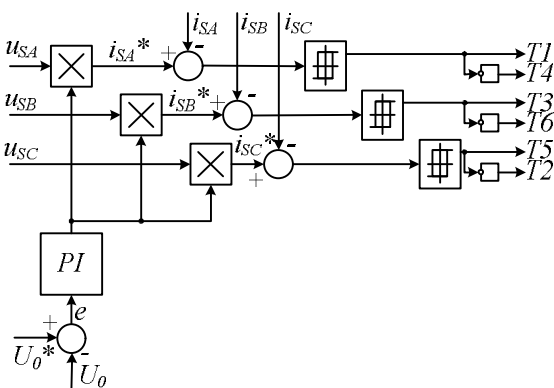 i_SA i_SB i_SC
u_SA i_SA* + - T1
T4
u_SB i_SB* + - T3
T6
u_SC i_SC* + - T5
T2
PI
e
+
U_0* -
U_0